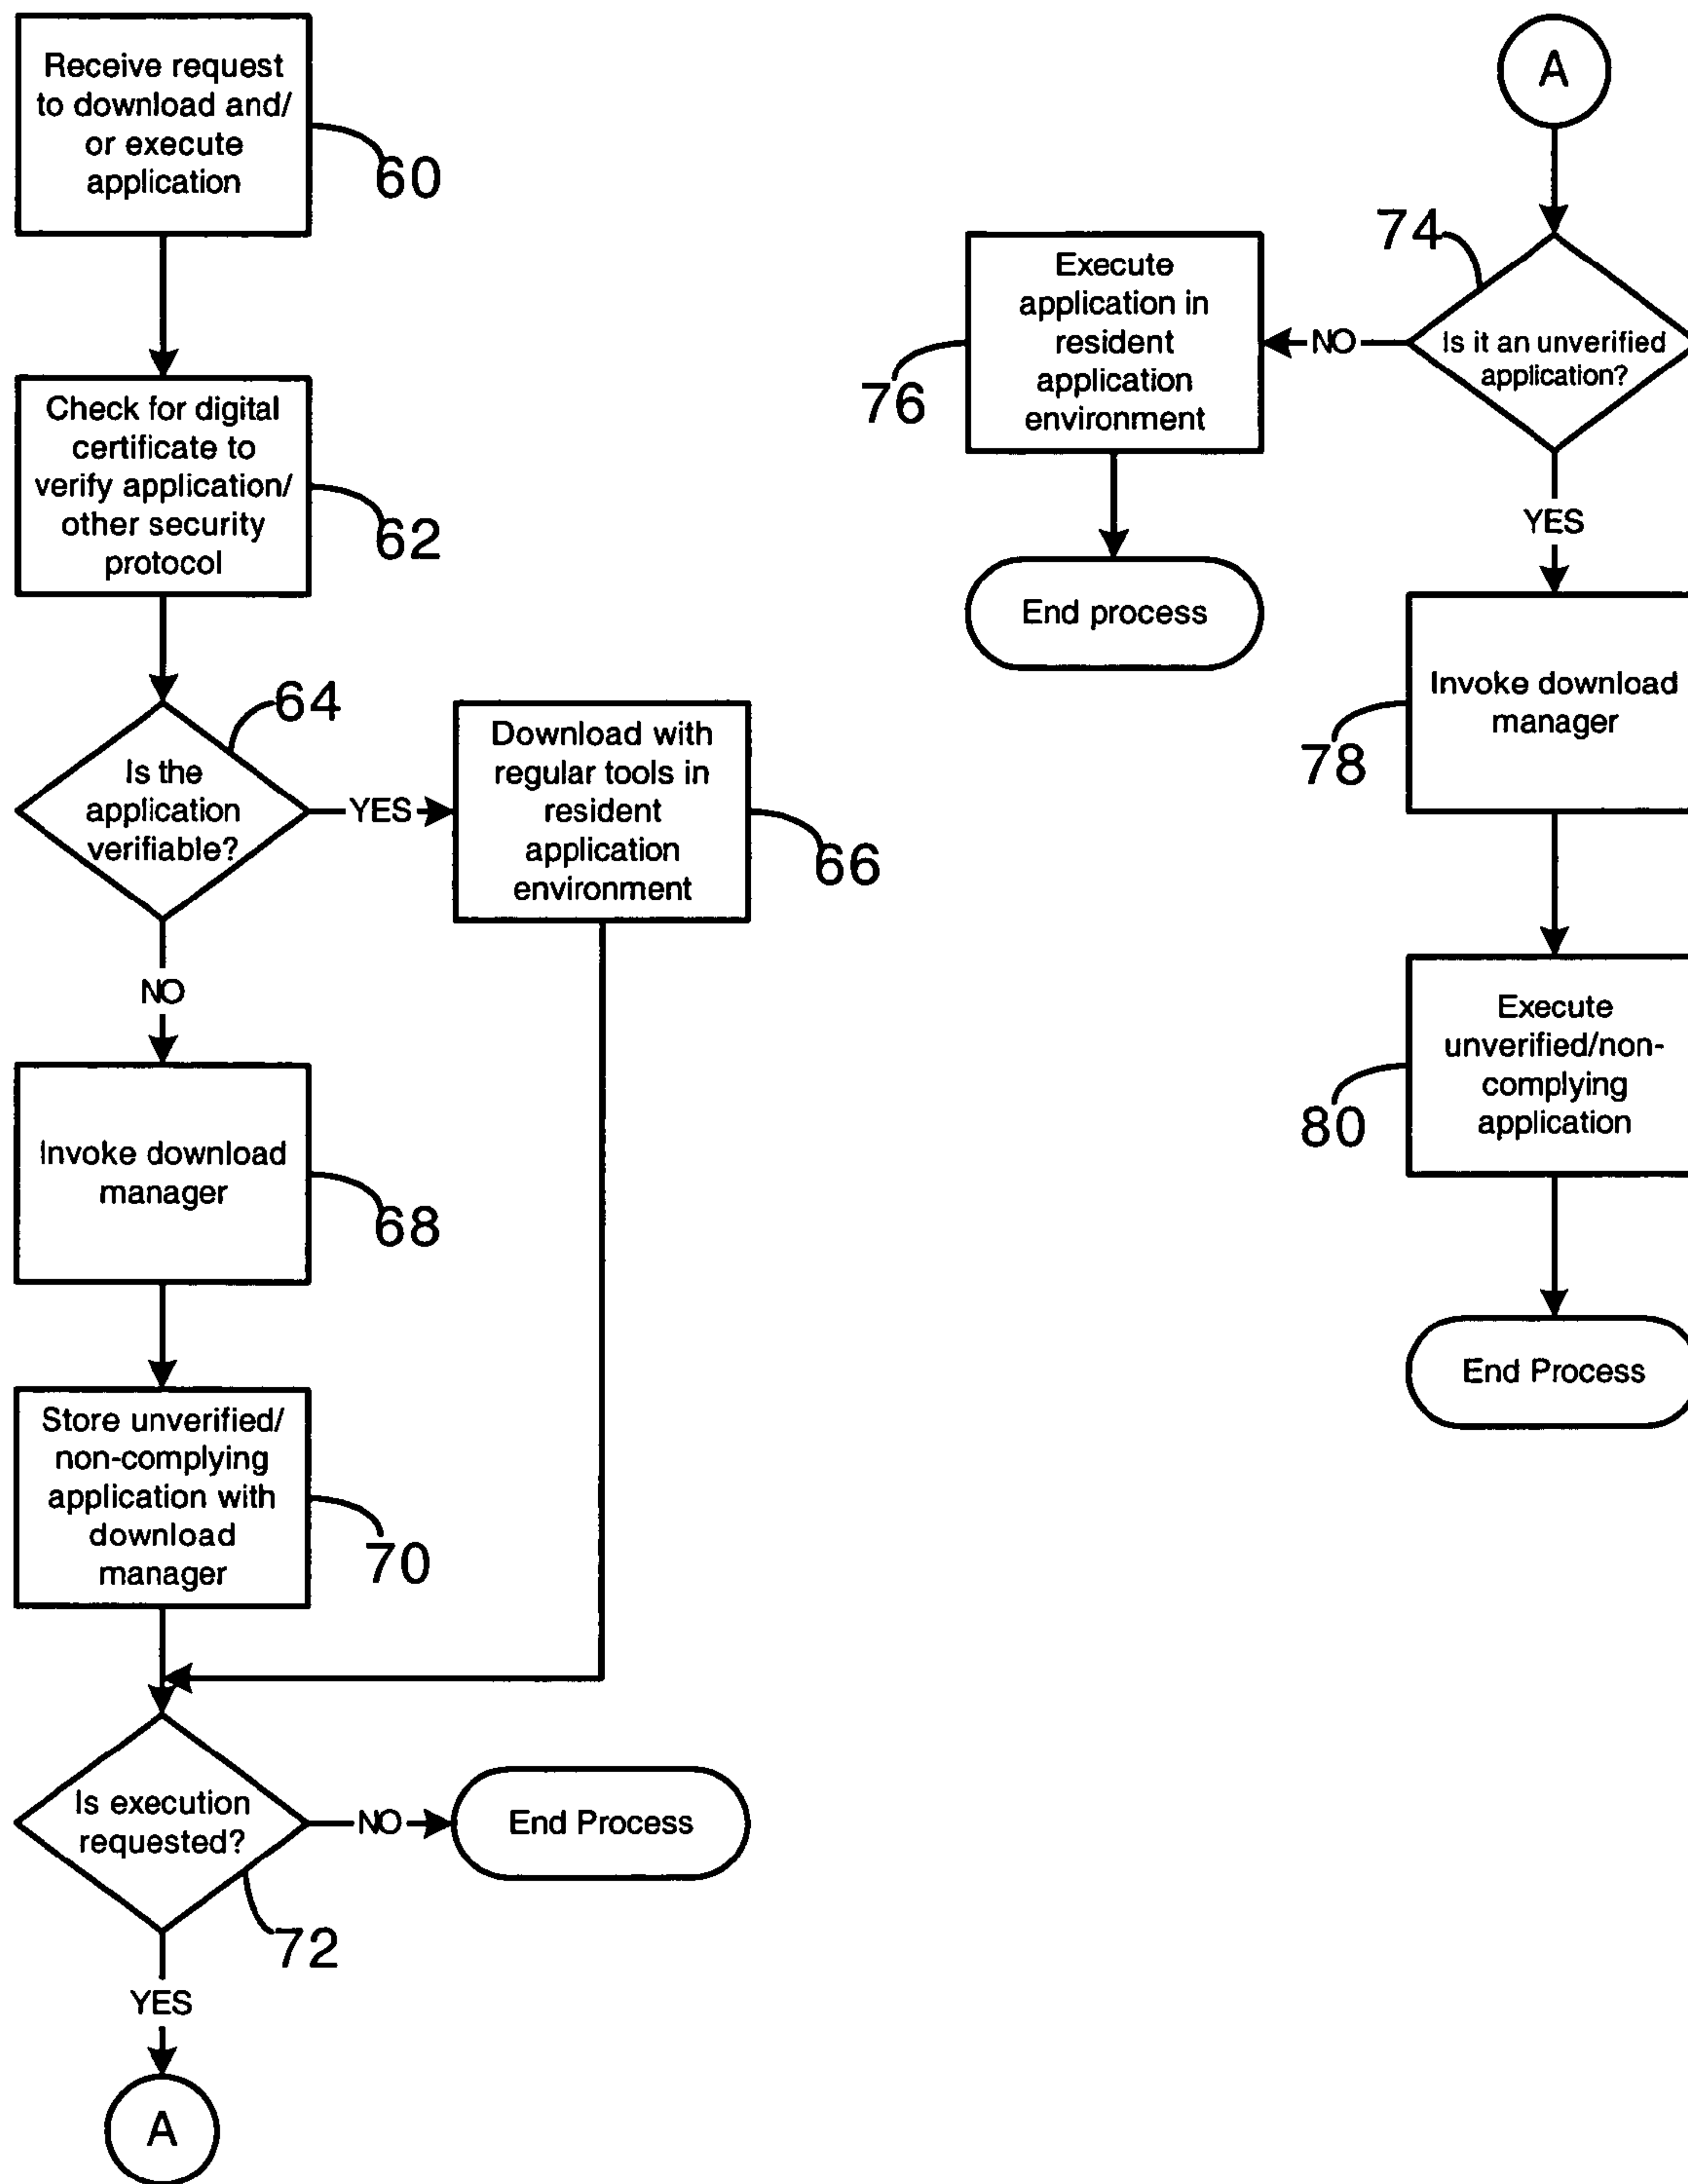 Receive request
to download and/
or execute
application
60
Check for digital
certificate to
verify application/
other security
protocol
62
64
Is the
application
verifiable?
YES
Download with
regular tools in
resident
application
environment
66
NO
Invoke download
manager
68
Store unverified/
non-complying
application with
download
manager
70
Is execution
requested?
NO
End Process
72
YES
A
A
74
Is it an unverified
application?
NO
Execute
application in
resident
application
environment
76
End process
YES
Invoke download
manager
78
Execute
unverified/non-
complying
application
80
End Process